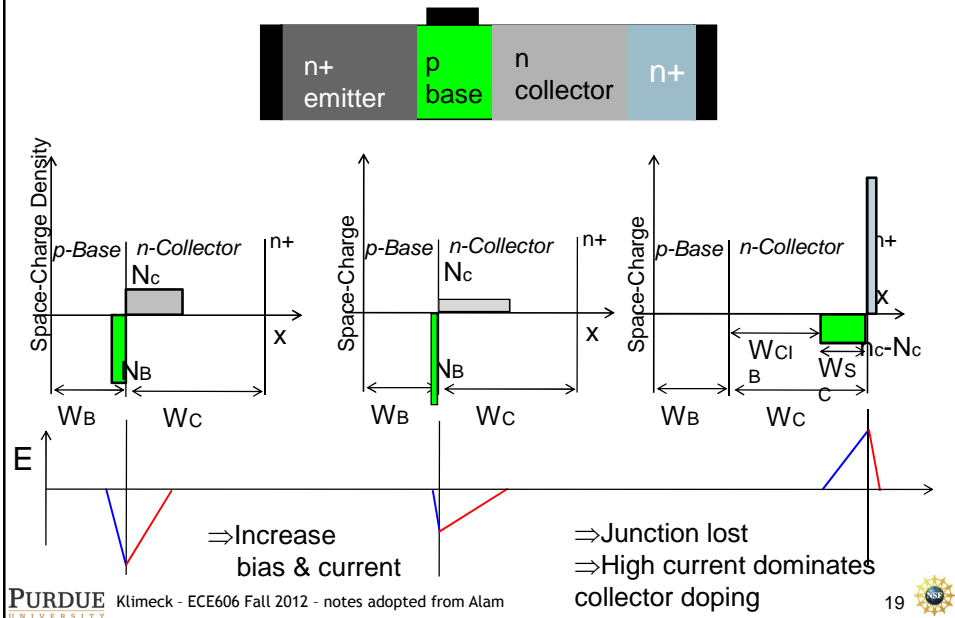 n+
emitter
p
base
n
collector
n+
Space-Charge Density
p-Base
n-Collector
n+
Nc
NB
x
WB
WC
Space-Charge
p-Base
n-Collector
n+
Nc
NB
x
WB
WC
Space-Charge
p-Base
n-Collector
n+
x
nc-Nc
WCI
B
WS
C
WB
WC
E
⇒Increase
bias & current
⇒Junction lost
⇒High current dominates
collector doping
PURDUE
UNIVERSITY
Klimeck - ECE606 Fall 2012 - notes adopted from Alam
19
NSF